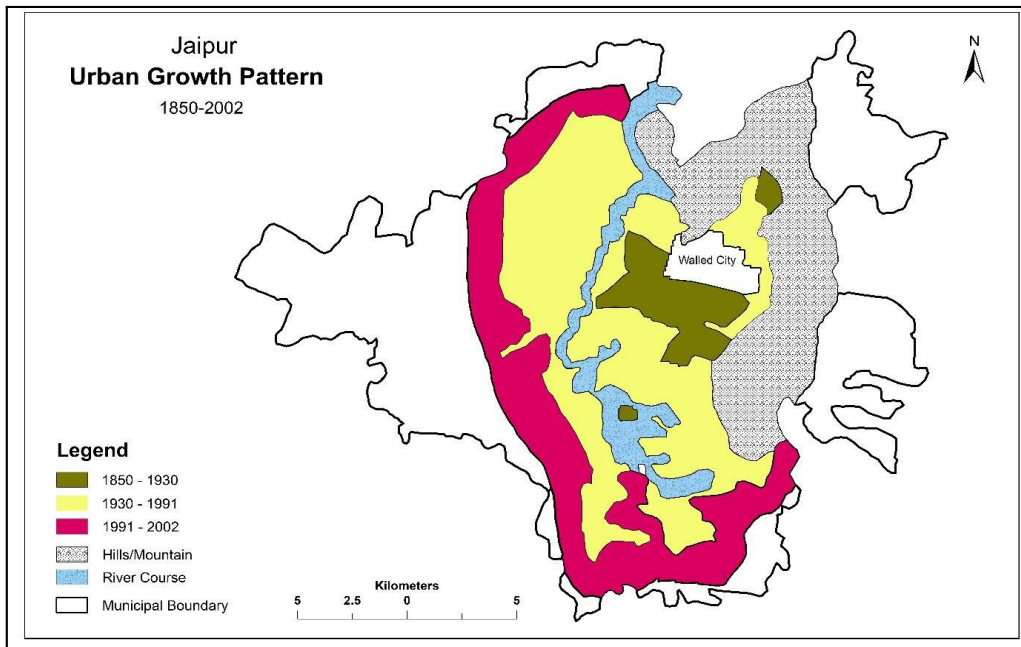 Jaipur
Urban Growth Pattern
1850-2002
N
Walled City
Legend
1850 - 1930
1930 - 1991
1991 - 2002
Hills/Mountain
River Course
Municipal Boundary
Kilometers
5 2.5 0 5